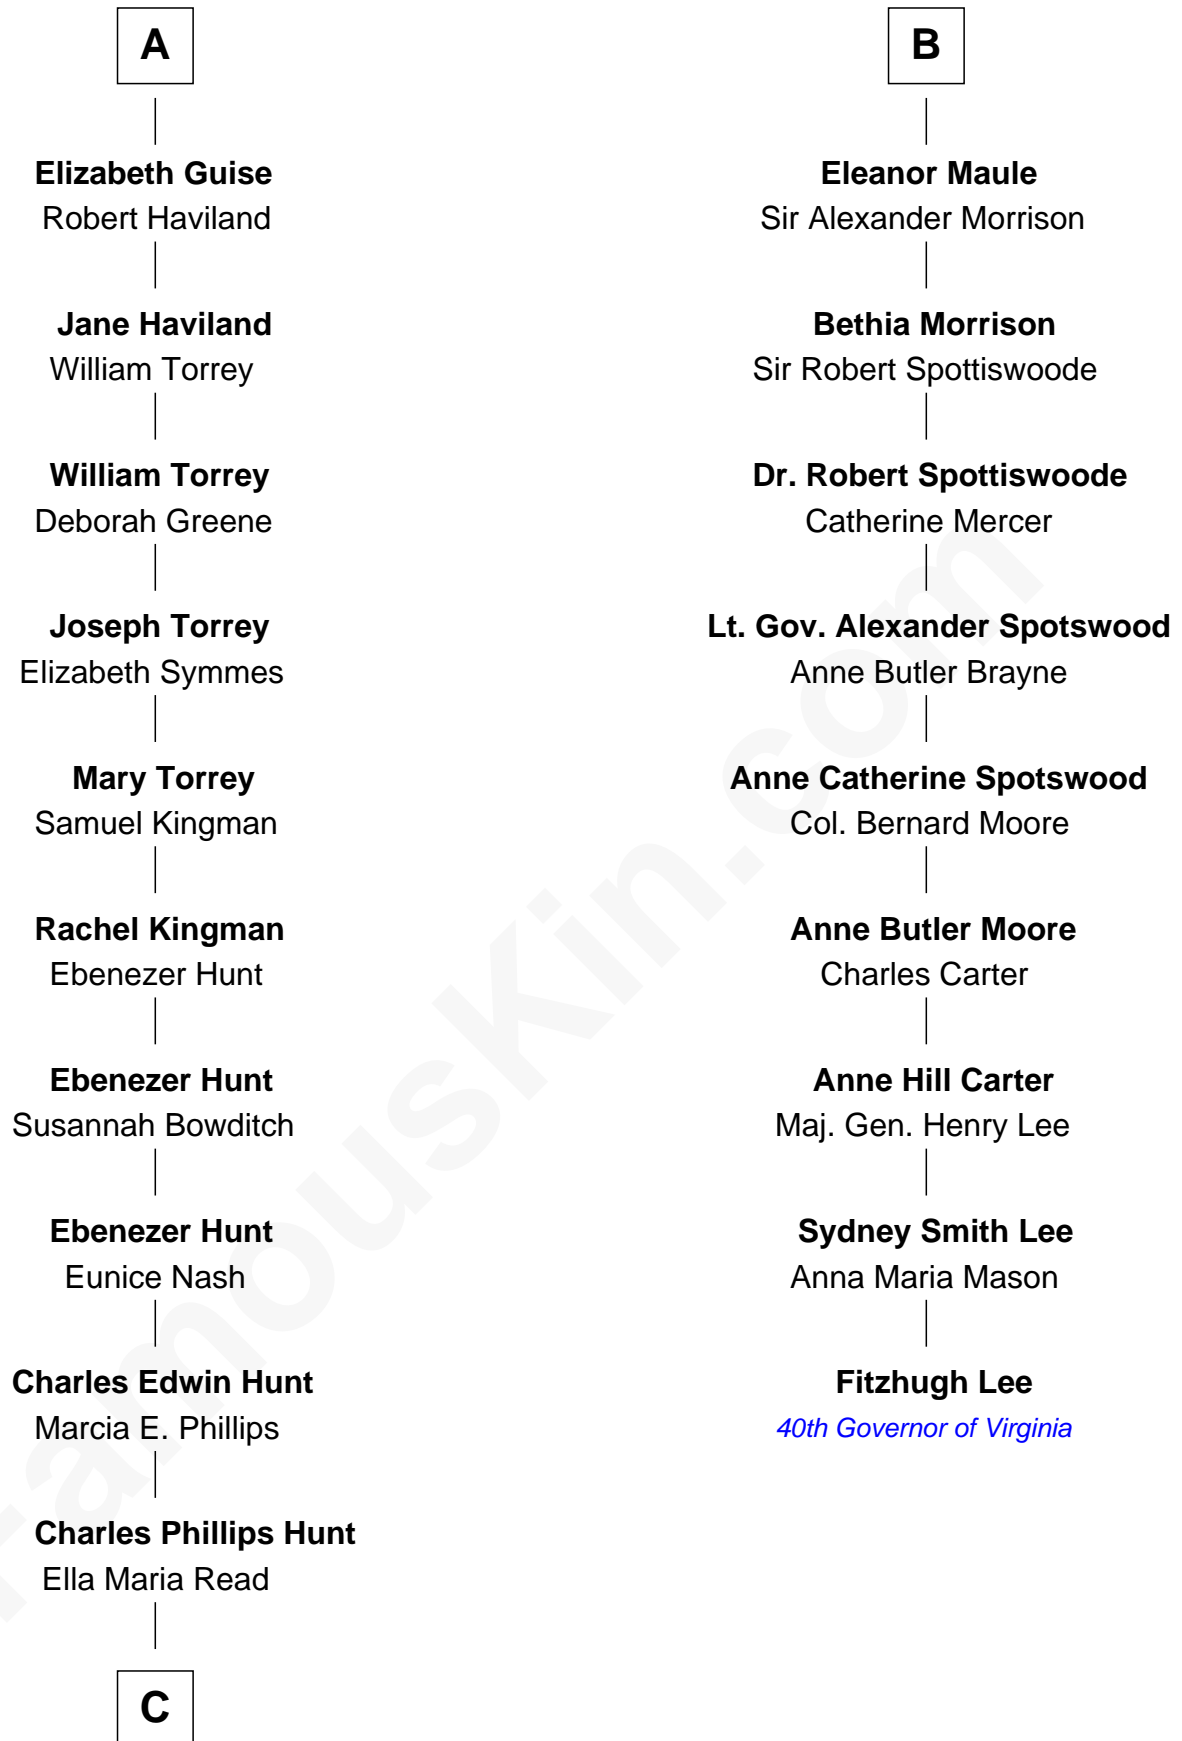 A
Elizabeth Guise
Robert Haviland
Jane Haviland
William Torrey
William Torrey
Deborah Greene
Joseph Torrey
Elizabeth Symmes
Mary Torrey
Samuel Kingman
Rachel Kingman
Ebenezer Hunt
Ebenezer Hunt
Susannah Bowditch
Ebenezer Hunt
Eunice Nash
Charles Edwin Hunt
Marcia E. Phillips
Charles Phillips Hunt
Ella Maria Read
C
B
Eleanor Maule
Sir Alexander Morrison
Bethia Morrison
Sir Robert Spottiswoode
Dr. Robert Spottiswoode
Catherine Mercer
Lt. Gov. Alexander Spotswood
Anne Butler Brayne
Anne Catherine Spotswood
Col. Bernard Moore
Anne Butler Moore
Charles Carter
Anne Hill Carter
Maj. Gen. Henry Lee
Sydney Smith Lee
Anna Maria Mason
Fitzhugh Lee
40th Governor of Virginia
FamousKin.com